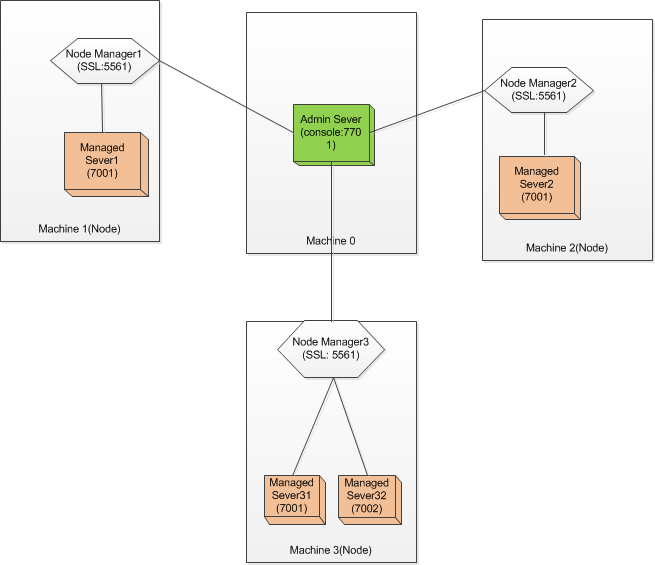 Node Manager1
(SSL:5561)
Managed
Sever1
(7001)
Machine 1(Node)
Admin Sever
(console:770
1)
Machine 0
Node Manager2
(SSL:5561)
Managed
Sever2
(7001)
Machine 2(Node)
Node Manager3
(SSL: 5561)
Managed
Sever31
(7001)
Managed
Sever32
(7002)
Machine 3(Node)